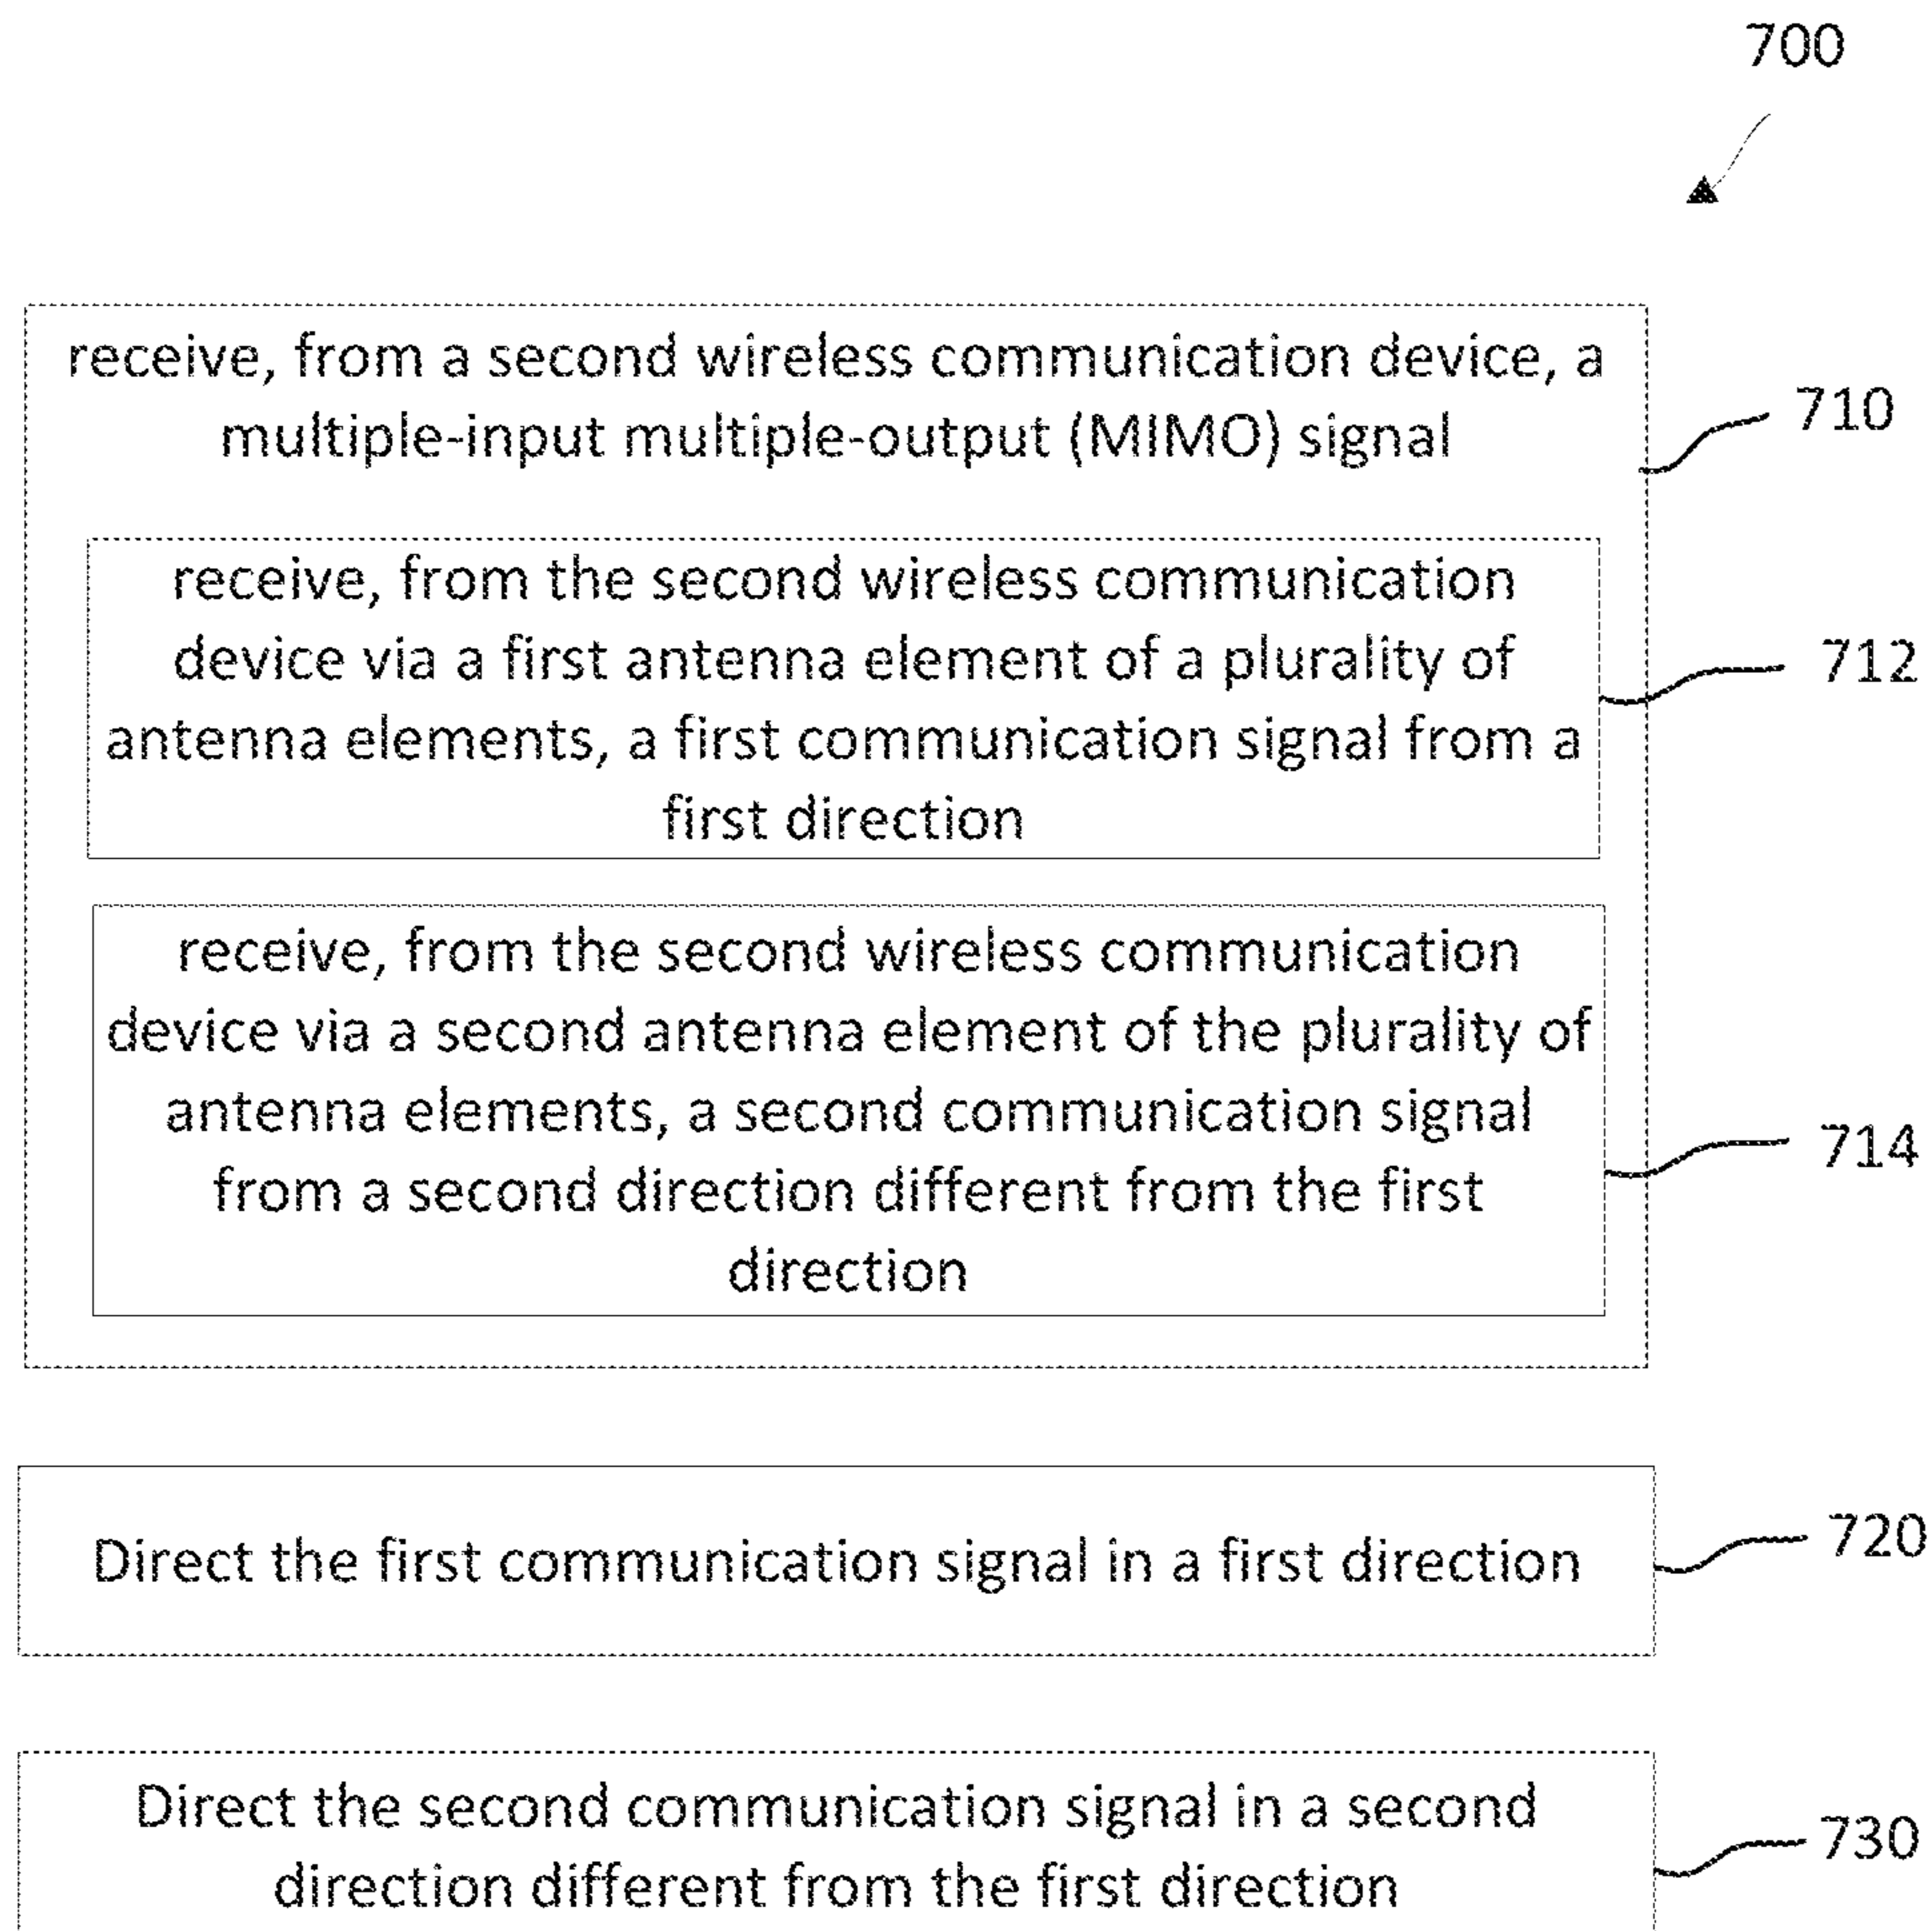 700
receive, from a second wireless communication device, a
multiple-input multiple-output (MIMO) signal
710
receive, from the second wireless communication
device via a first antenna element of a plurality of
antenna elements, a first communication signal from a
first direction
712
receive, from the second wireless communication
device via a second antenna element of the plurality of
antenna elements, a second communication signal
from a second direction different from the first
direction
714
Direct the first communication signal in a first direction
720
Direct the second communication signal in a second
direction different from the first direction
730